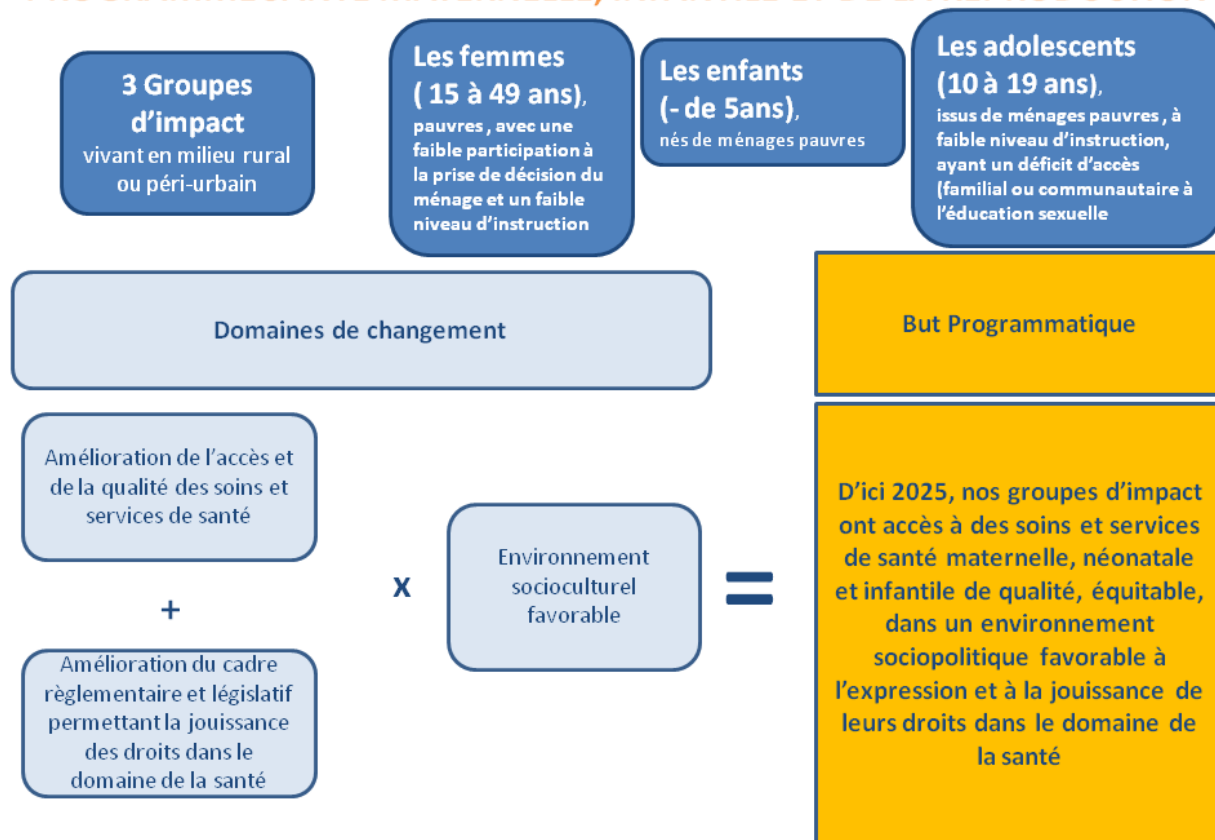 3 Groupes
d'impact
vivant en milieu rural
ou péri-urbain
Les femmes
( 15 à 49 ans),
pauvres , avec une
faible participation à
la prise de décision du
ménage et un faible
niveau d'instruction
Les enfants
(- de 5ans),
nés de ménages pauvres
Les adolescents
(10 à 19 ans),
issus de ménages pauvres , à
faible niveau d'instruction,
ayant un déficit d'accès
(familial ou communautaire à
l'éducation sexuelle
Domaines de changement
But Programmatique
Amélioration de l'accès et
de la qualité des soins et
services de santé
+
Amélioration du cadre
règlementaire et législatif
permettant la jouissance
des droits dans le
domaine de la santé
x
Environnement
socioculturel
favorable
=
D'ici 2025, nos groupes d'impact
ont accès à des soins et services
de santé maternelle, néonatale
et infantile de qualité, équitable,
dans un environnement
sociopolitique favorable à
l'expression et à la jouissance de
leurs droits dans le domaine de
la santé